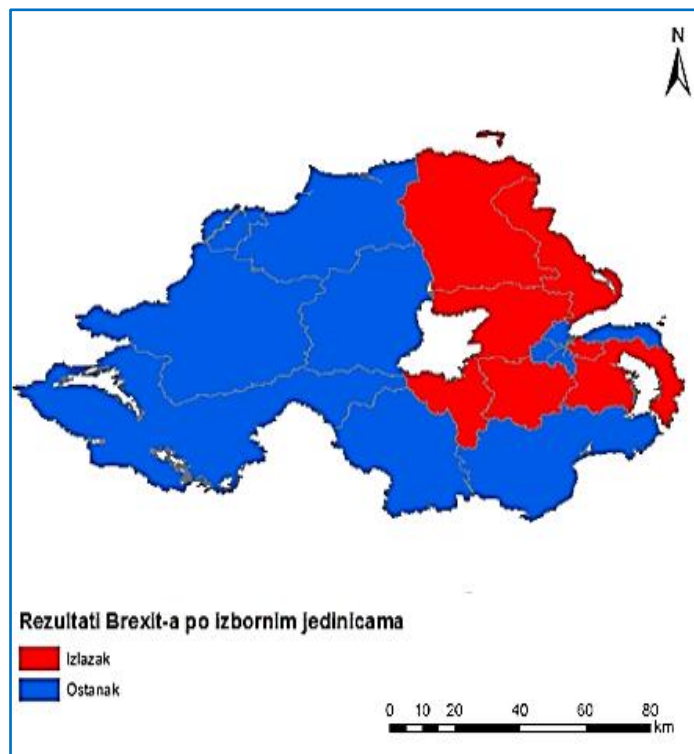 N
Rezultati Brexit-a po izbornim jedinicama
Izlazak
Ostanak
0 10 20 40 60 80
km